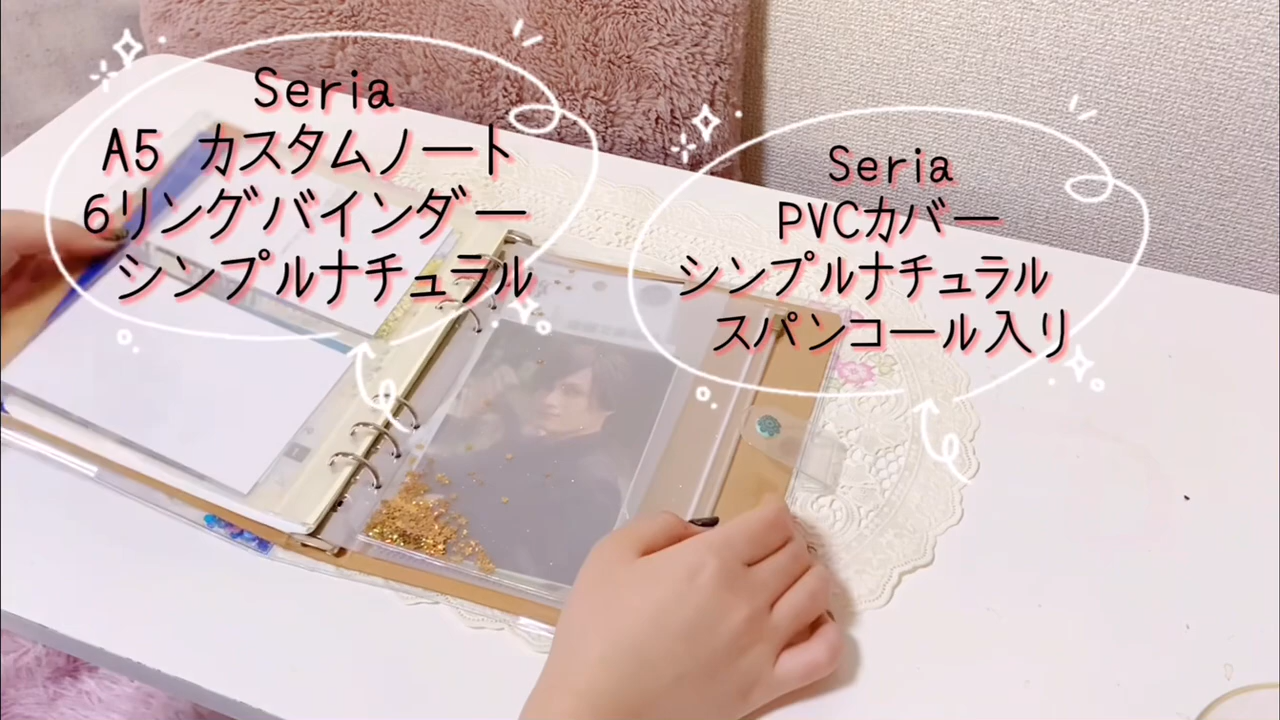 Seria
A5 カスタムノート
6リングバインダー
シンプルナチュラル
Seria
PVCカバー
シンプルナチュラル
スパンコール入り